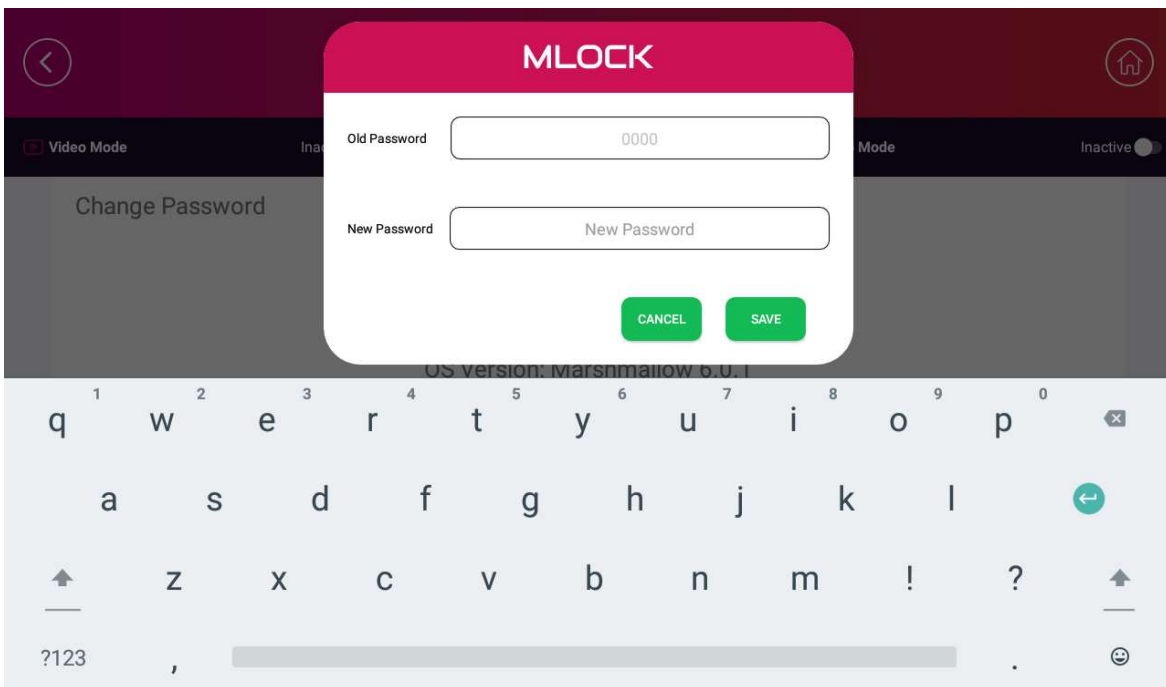 MLOCK
Old Password 0000
Video Mode Inac Mode Inactive
Change Password
New Password New Password
CANCEL SAVE
OS Version: Marshmallow 6.0.1
1 2 3 4 5 6 7 8 9 0
q w e r t y u i o p
a s d f g h j k l
z x c v b n m ! ?
?123 , .